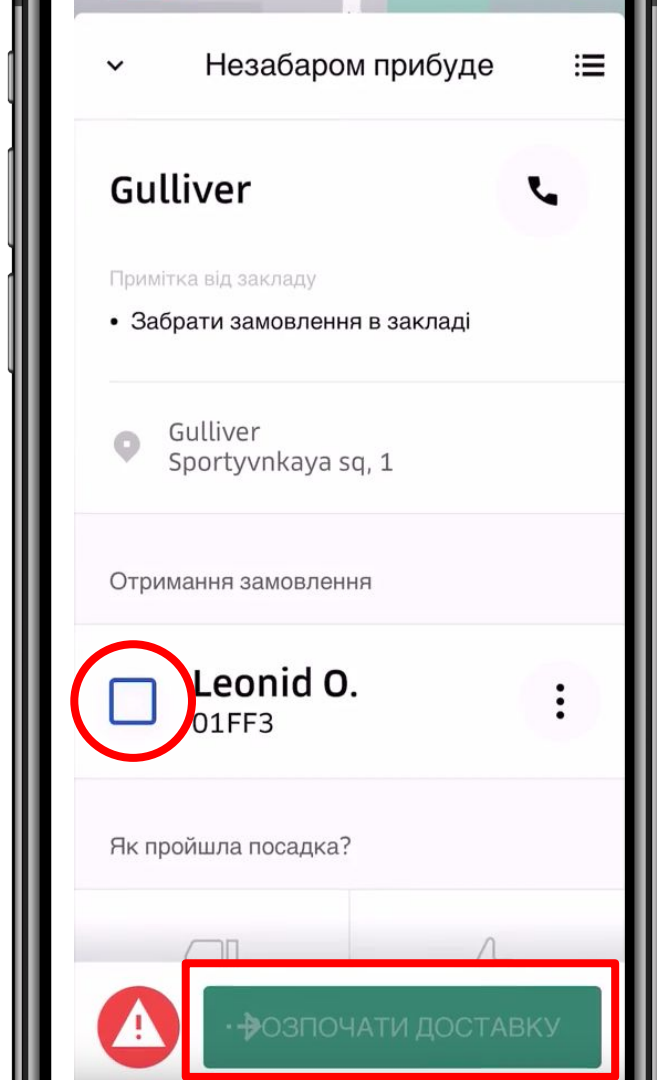 Незабаром прибуде
Gulliver
Примітка від закладу
• Забрати замовлення в закладі
Gulliver
Sportyvnkaya sq, 1
Отримання замовлення
Leonid O.
01FF3
Як пройшла посадка?
ОЗПОЧАТИ ДОСТАВКУ